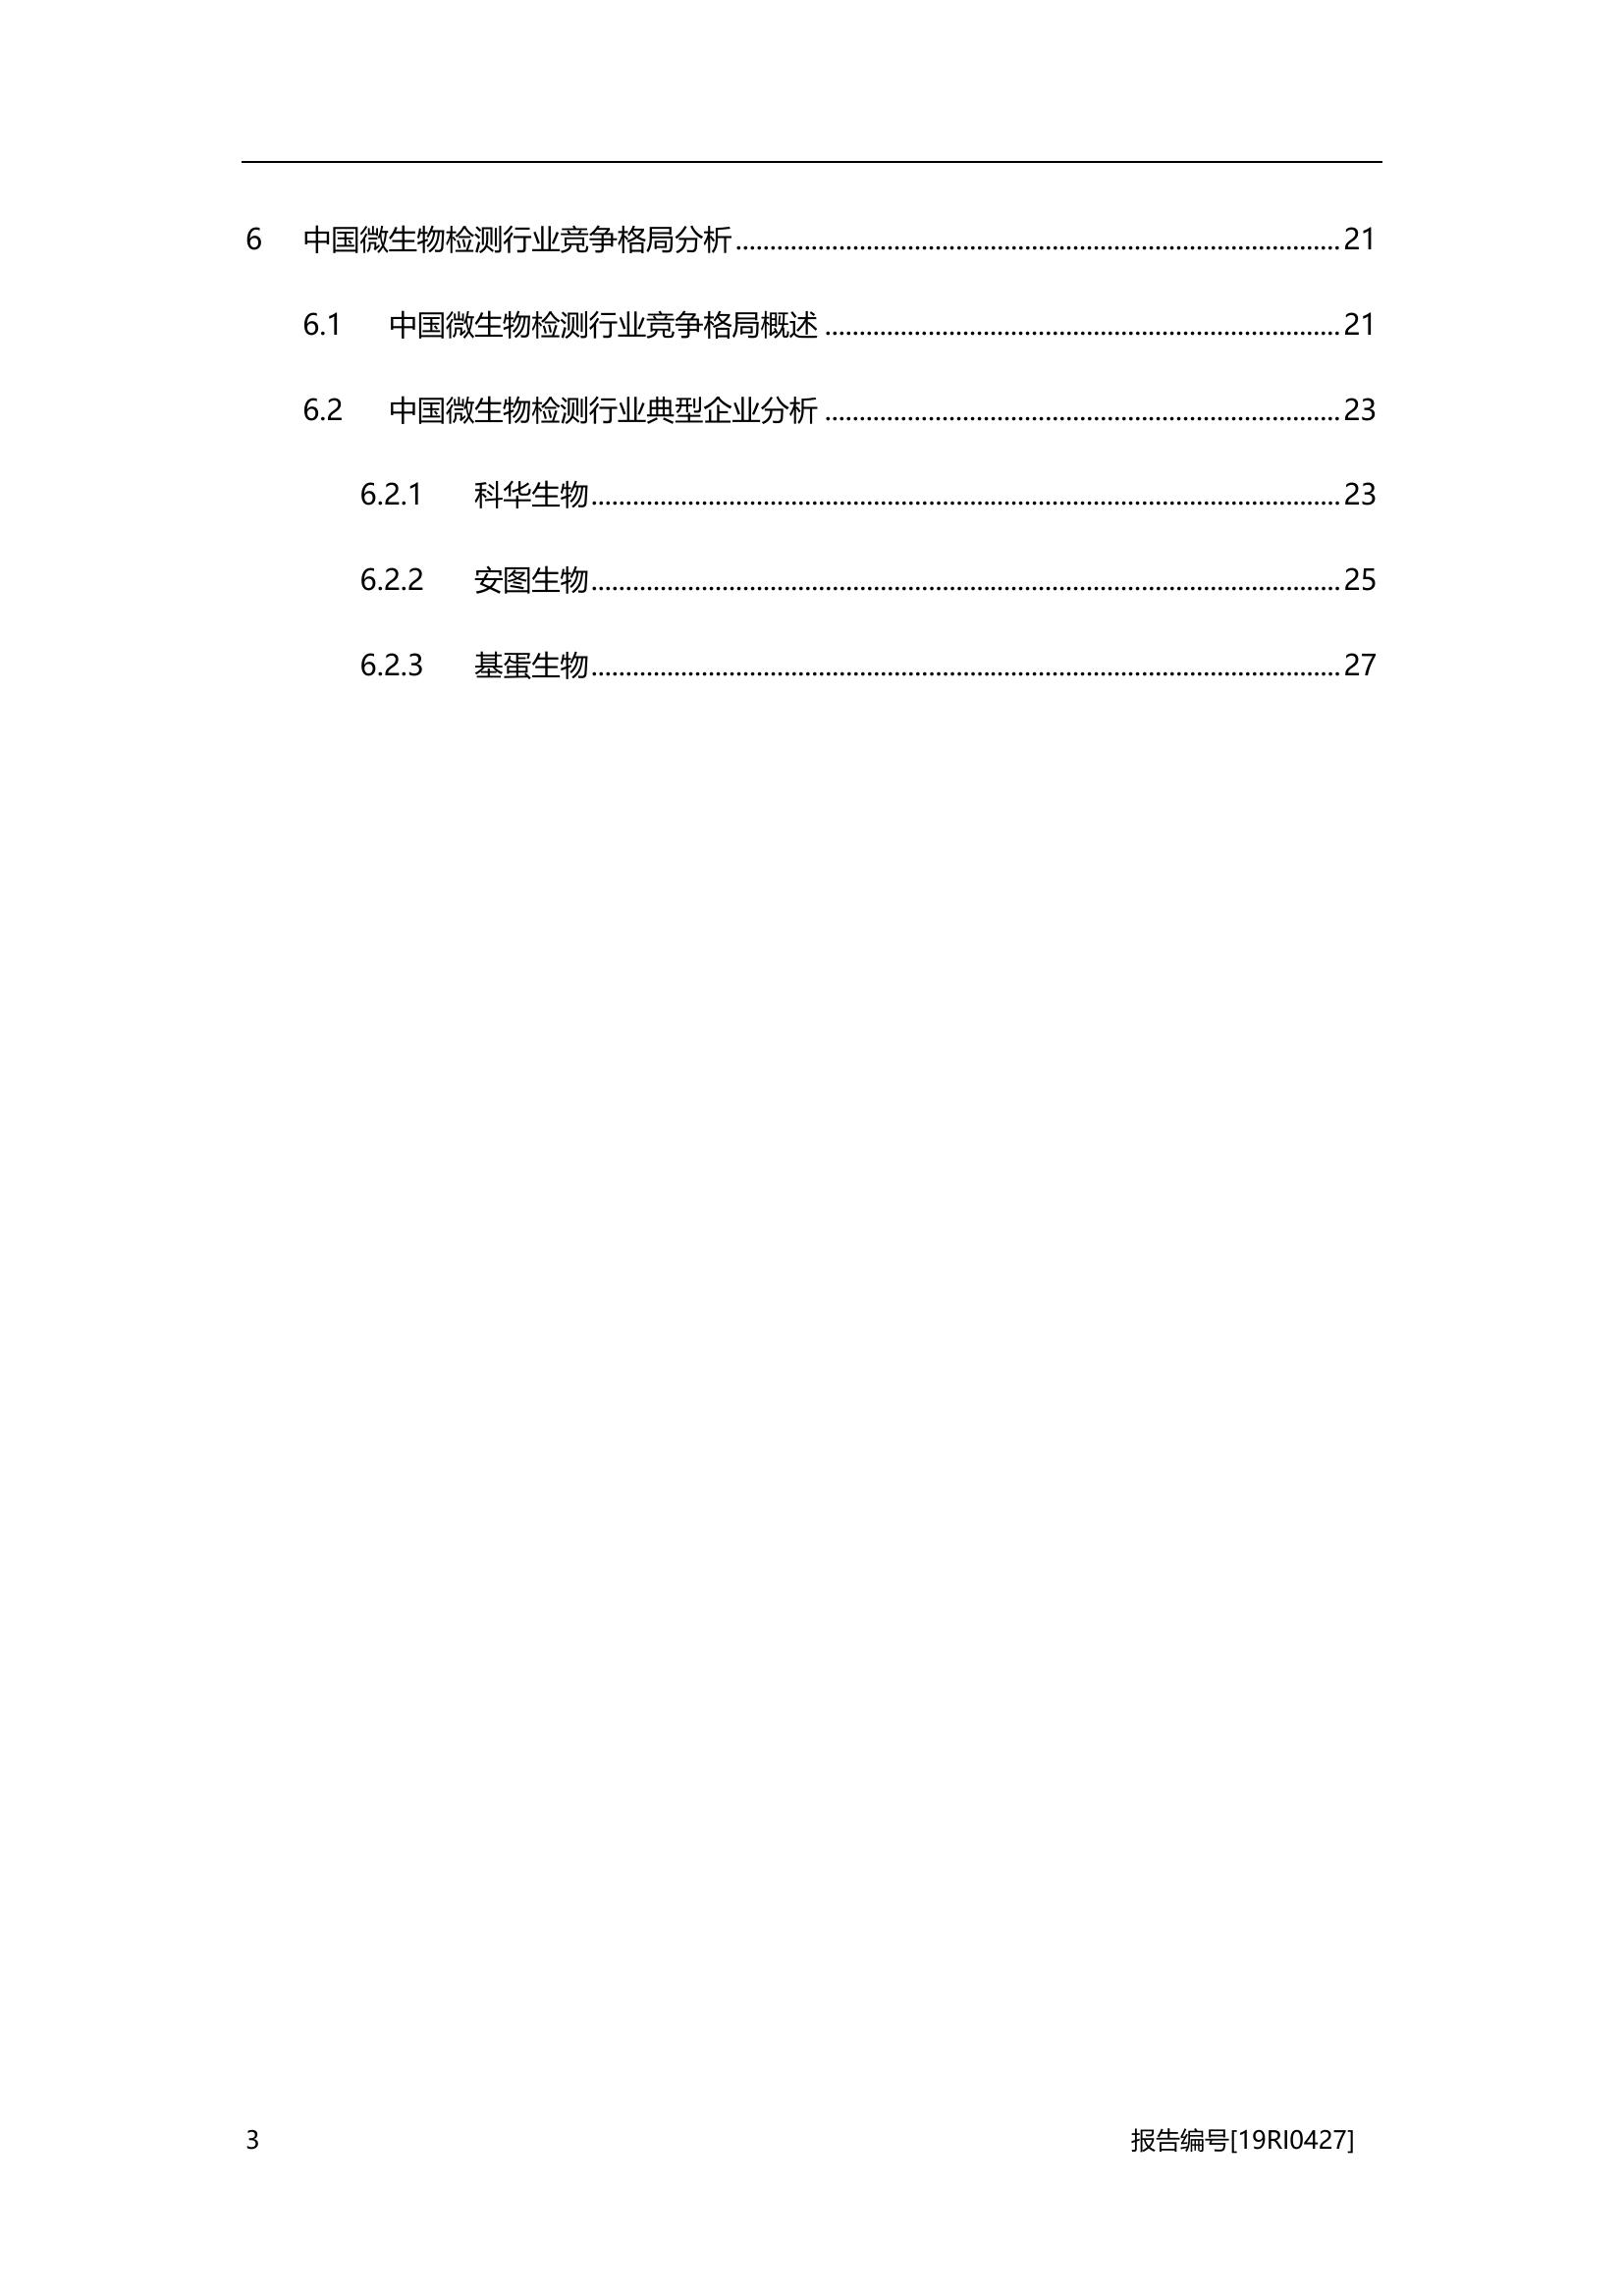 6 中国微生物检测行业竞争格局分析........................................................................................21
6.1 中国微生物检测行业竞争格局概述...........................................................................21
6.2 中国微生物检测行业典型企业分析...........................................................................23
6.2.1 科华生物.............................................................................................................23
6.2.2 安图生物.............................................................................................................25
6.2.3 基蛋生物.............................................................................................................27
3 报告编号[19RI0427]